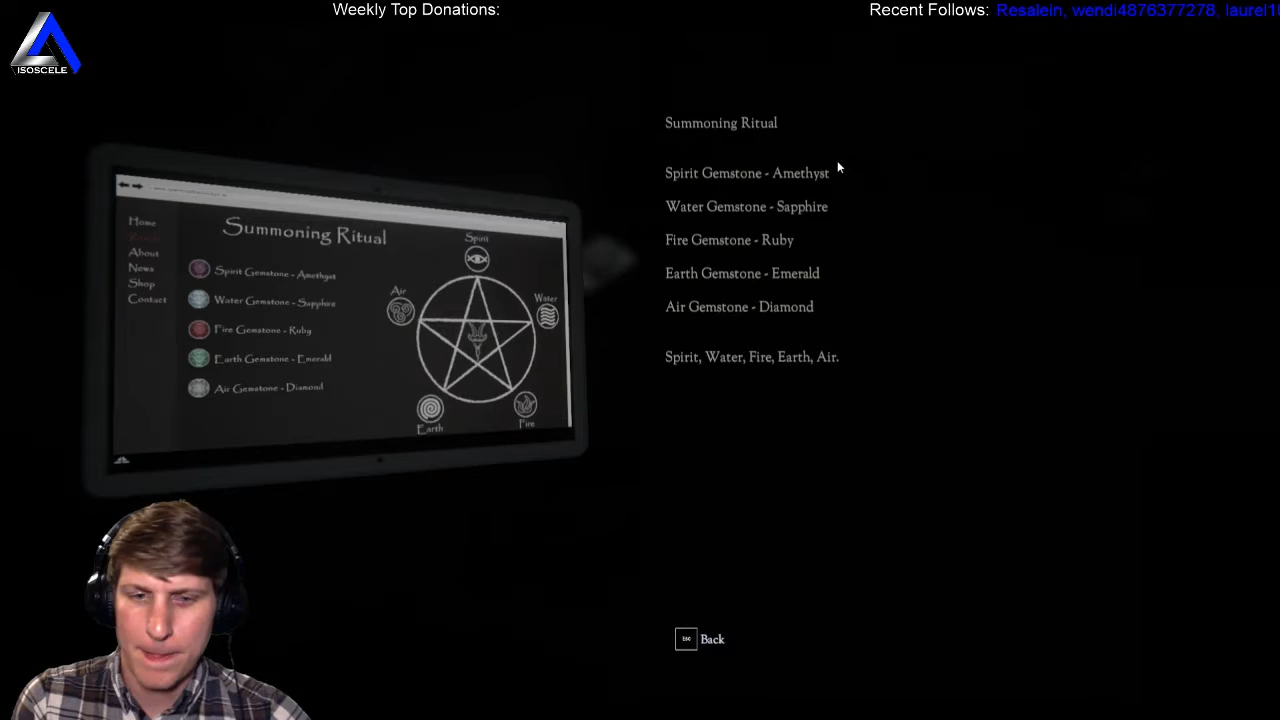 Weekly Top Donations:
Recent Follows: Resalein, wendi4876377278, laurel1
ISOSCELE
Summoning Ritual
Spirit Gemstone - Amethyst
Water Gemstone - Sapphire
Fire Gemstone - Ruby
Earth Gemstone - Emerald
Air Gemstone - Diamond
Spirit, Water, Fire, Earth, Air.
Home
About
News
Shop
Contact
Summoning Ritual
Spirit Gemstone - Amethyst
Water Gemstone - Sapphire
Fire Gemstone - Ruby
Earth Gemstone - Emerald
Air Gemstone - Diamond
Spirit
Air
Water
Earth
Fire
Esc Back